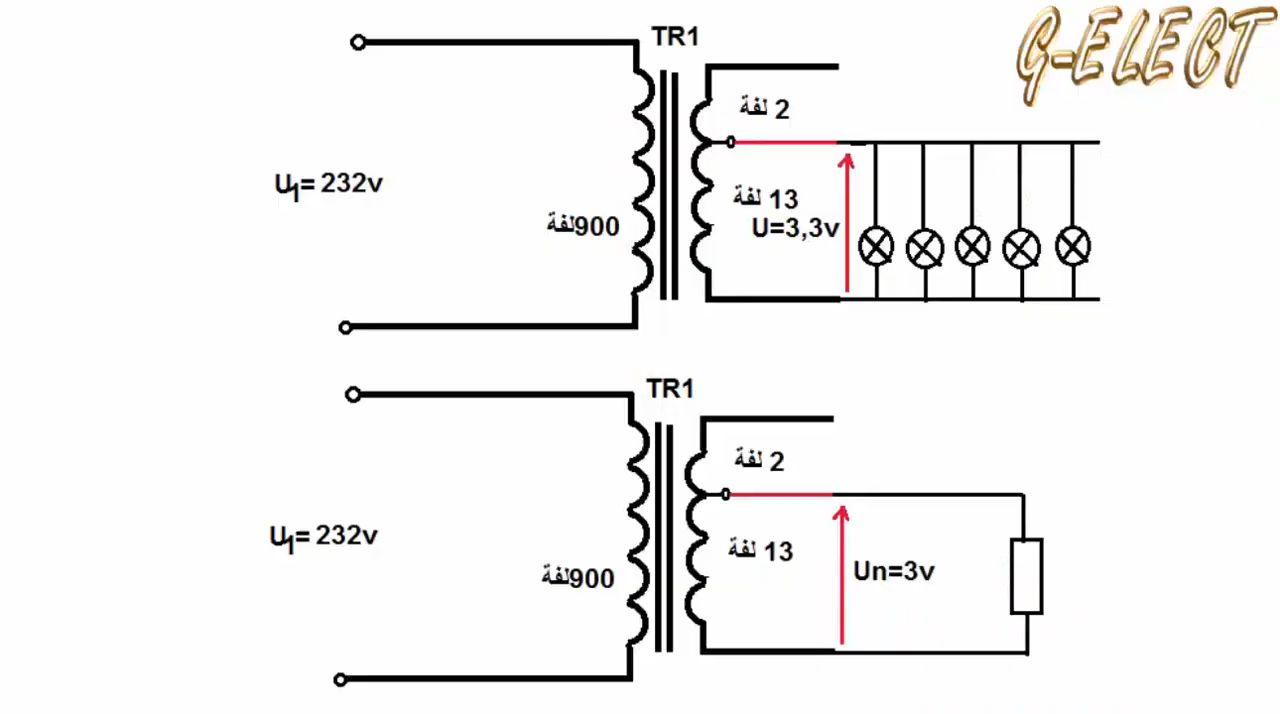 G-ELECT
TR1
2 لفة
U1= 232v
13 لفة
900لفة
U=3,3v
TR1
2 لفة
U1= 232v
13 لفة
900لفة
Un=3v